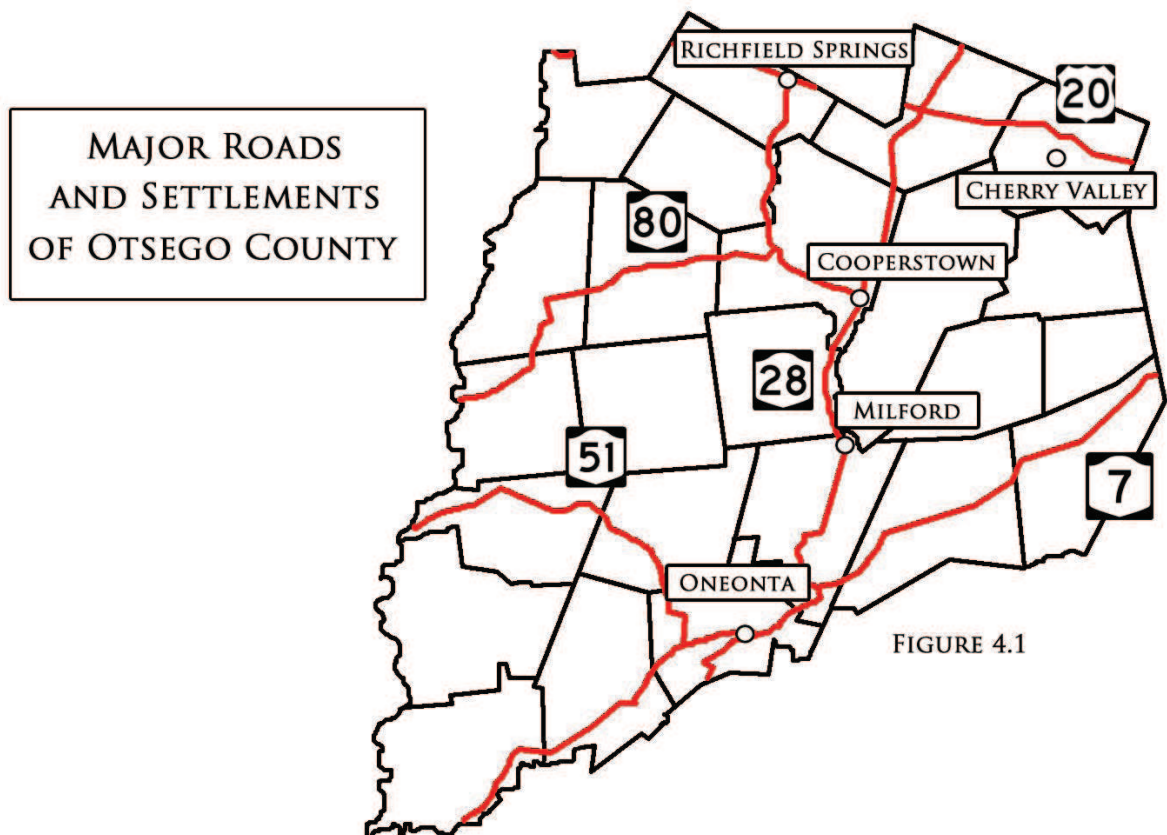 Major Roads
and Settlements
of Otsego County
Richfield Springs
20
Cherry Valley
80
Cooperstown
28
Milford
51
7
Oneonta
Figure 4.1